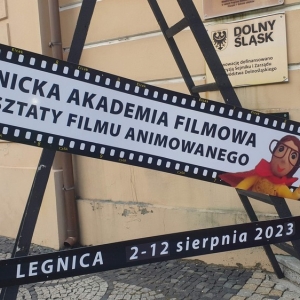 DOLNY
ŚLĄSK
NICKA AKADEMIA FILMOWA
SZTATY FILMU ANIMOWANEGO
LEGNICA 2-12 sierpnia 2023